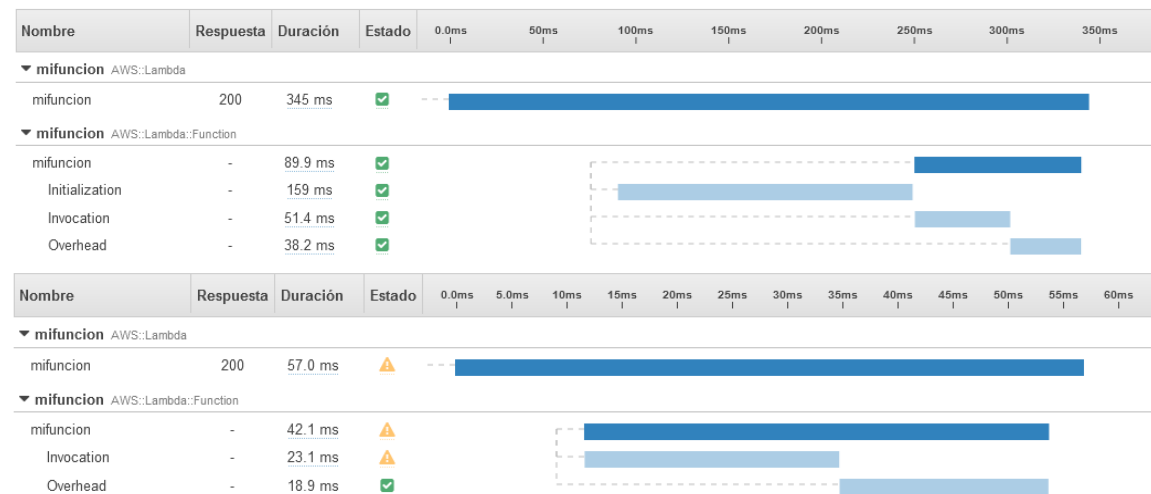 Nombre Respuesta Duración Estado 0.0ms 50ms 100ms 150ms 200ms 250ms 300ms 350ms
mifuncion AWS::Lambda
mifuncion 200 345 ms
mifuncion AWS::Lambda::Function
mifuncion - 89.9 ms
Initialization - 159 ms
Invocation - 51.4 ms
Overhead - 38.2 ms
Nombre Respuesta Duración Estado 0.0ms 5.0ms 10ms 15ms 20ms 25ms 30ms 35ms 40ms 45ms 50ms 55ms 60ms
mifuncion AWS::Lambda
mifuncion 200 57.0 ms
mifuncion AWS::Lambda::Function
mifuncion - 42.1 ms
Invocation - 23.1 ms
Overhead - 18.9 ms